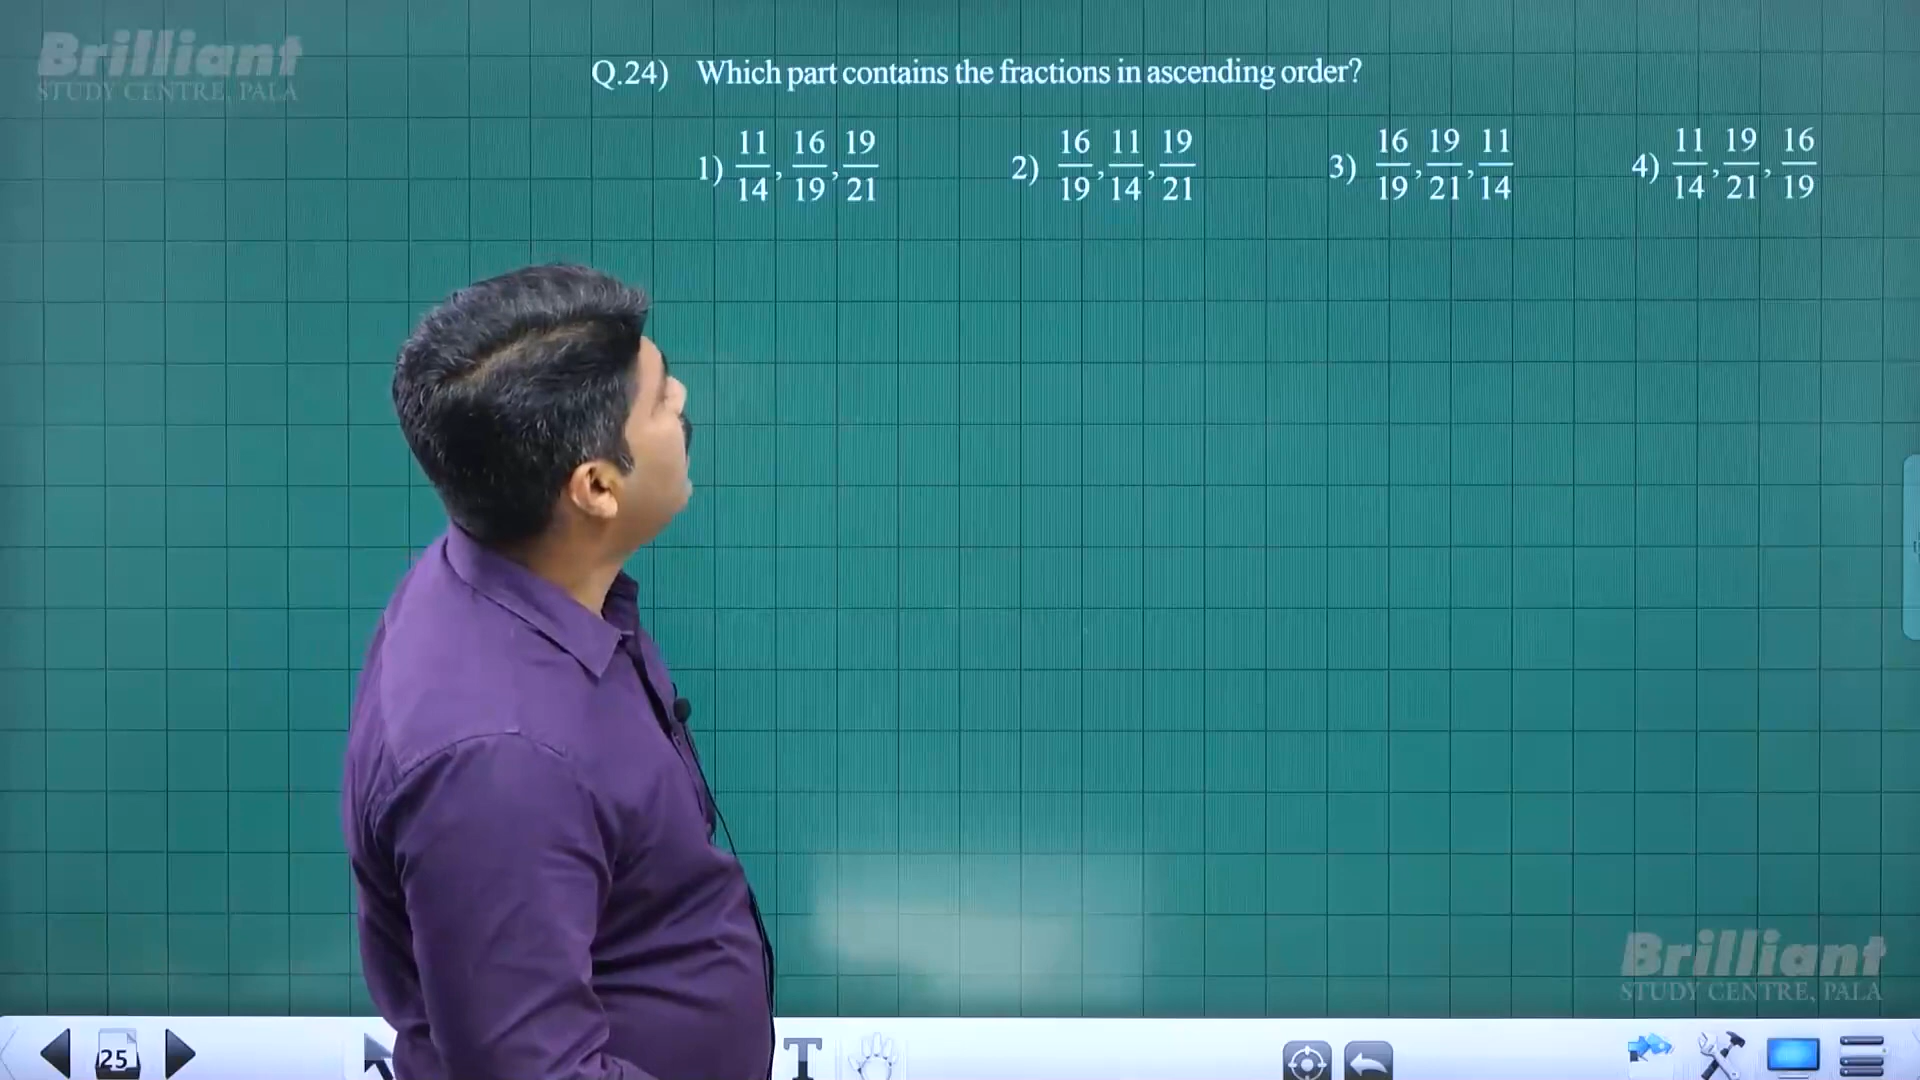 Brilliant
STUDY CENTRE, PALA
Q.24) Which part contains the fractions in ascending order?
1) 11/14, 16/19, 19/21 2) 16/19, 11/14, 19/21 3) 16/19, 19/21, 11/14 4) 11/14, 19/21, 16/19
Brilliant
STUDY CENTRE, PALA
25 T